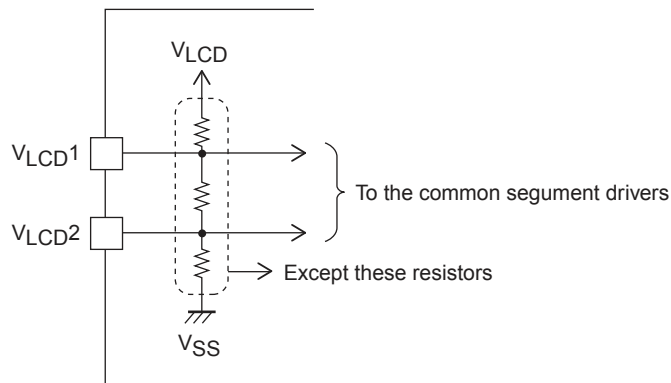 VLCD
VLCD1
To the common segument drivers
VLCD2
Except these resistors
VSS